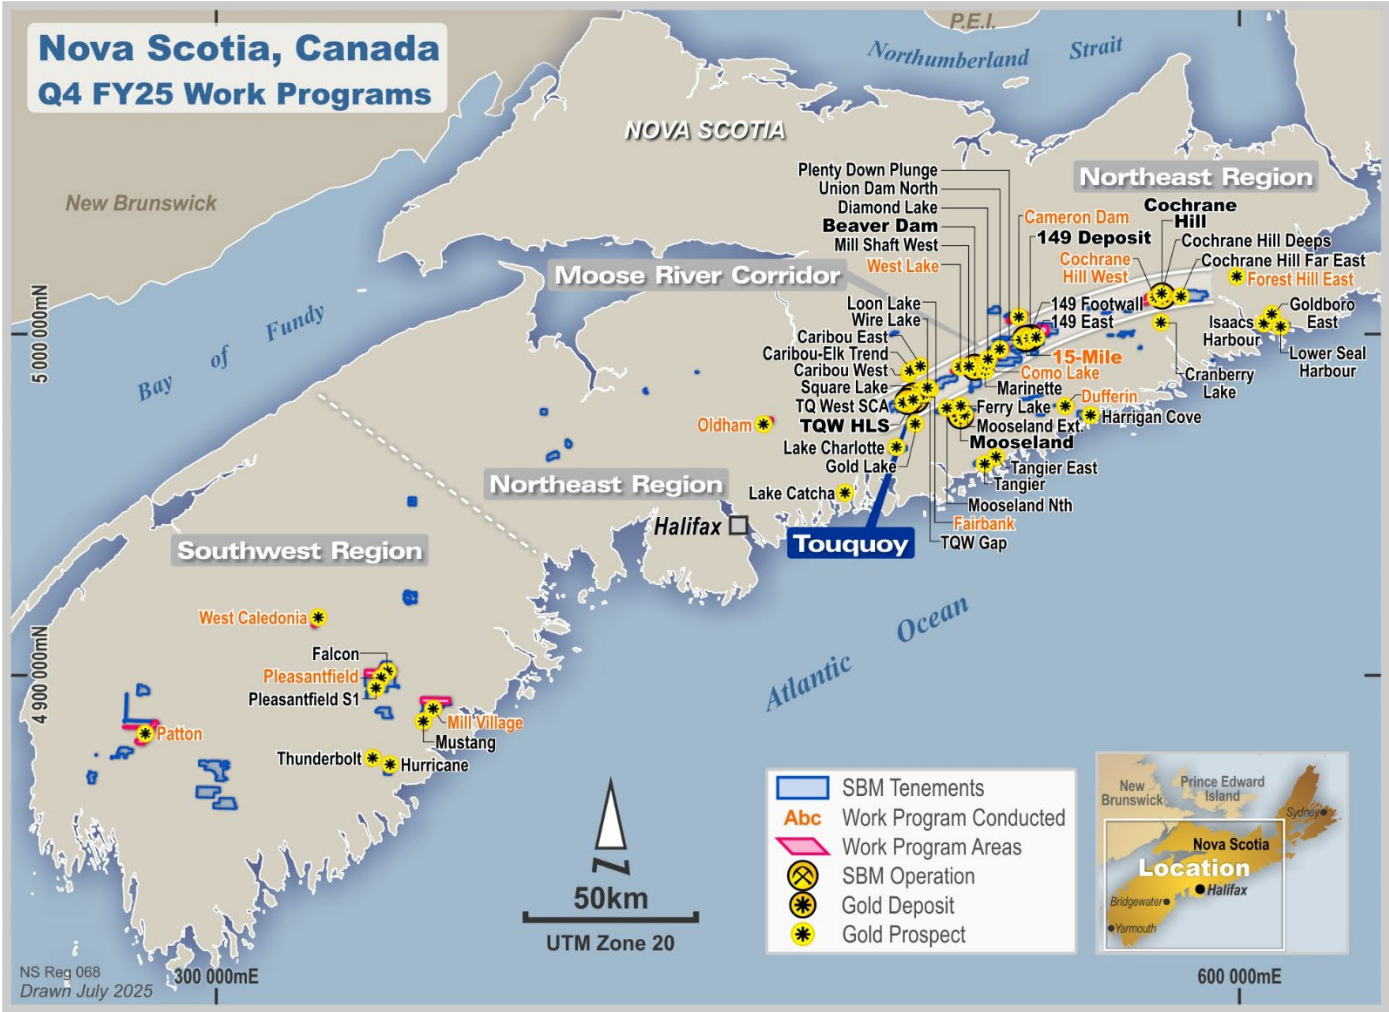 Nova Scotia, Canada
Q4 FY25 Work Programs
P.E.I.
Northumberland Strait
NOVA SCOTIA
New Brunswick
Bay of Fundy
Northeast Region
Plenty Down Plunge
Union Dam North
Diamond Lake
Beaver Dam
Mill Shaft West
West Lake
Cameron Dam
149 Deposit
Cochrane
Hill
Cochrane Hill Deeps
Cochrane Hill Far East
Cochrane
Hill West
Forest Hill East
Moose River Corridor
Loon Lake
Wire Lake
Caribou East
Caribou-Elk Trend
Caribou West
Square Lake
TQ West SCA
TQW HLS
Lake Charlotte
Gold Lake
149 Footwall
149 East
15-Mile
Como Lake
Marinette
Ferry Lake
Mooseland Ext.
Mooseland
Dufferin
Harrigan Cove
Cranberry
Lake
Isaacs
Harbour
Goldboro
East
Lower Seal
Harbour
Tangier East
Tangier
Mooseland Nth
Fairbank
TQW Gap
Touquoy
Oldham
Northeast Region
Lake Catcha
Halifax
Southwest Region
West Caledonia
Falcon
Pleasantfield
Pleasantfield S1
Mill Village
Mustang
Patton
Thunderbolt
Hurricane
Atlantic Ocean
5 000 000mN
4 900 000mN
300 000mE
600 000mE
N
50km
UTM Zone 20
SBM Tenements
Abc Work Program Conducted
Work Program Areas
SBM Operation
Gold Deposit
Gold Prospect
New
Brunswick
Prince Edward
Island
Sydney
Nova Scotia
Location
Halifax
Bridgewater
Yarmouth
NS Reg 068
Drawn July 2025